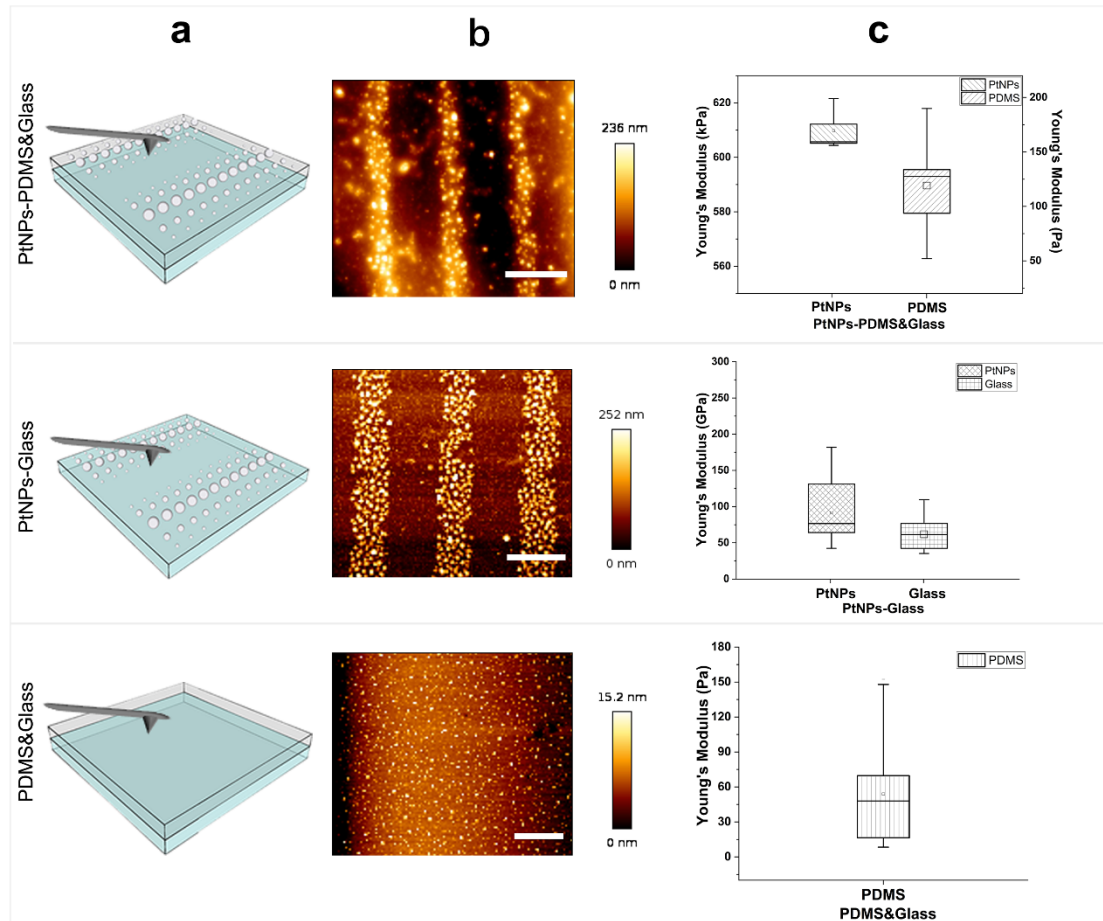 a
b
c
PtNPs-PDMS&Glass
236 nm
0 nm
Young's Modulus (kPa)
620
600
580
560
PtNPs
PDMS
200
150
100
50
Young's Modulus (Pa)
PtNPs
PDMS
PtNPs-PDMS&Glass
PtNPs-Glass
252 nm
0 nm
Young's Modulus (GPa)
300
250
200
150
100
50
0
PtNPs
Glass
PtNPs
Glass
PtNPs-Glass
PDMS&Glass
15.2 nm
0 nm
Young's Modulus (Pa)
180
150
120
90
60
30
0
PDMS
PDMS
PDMS&Glass